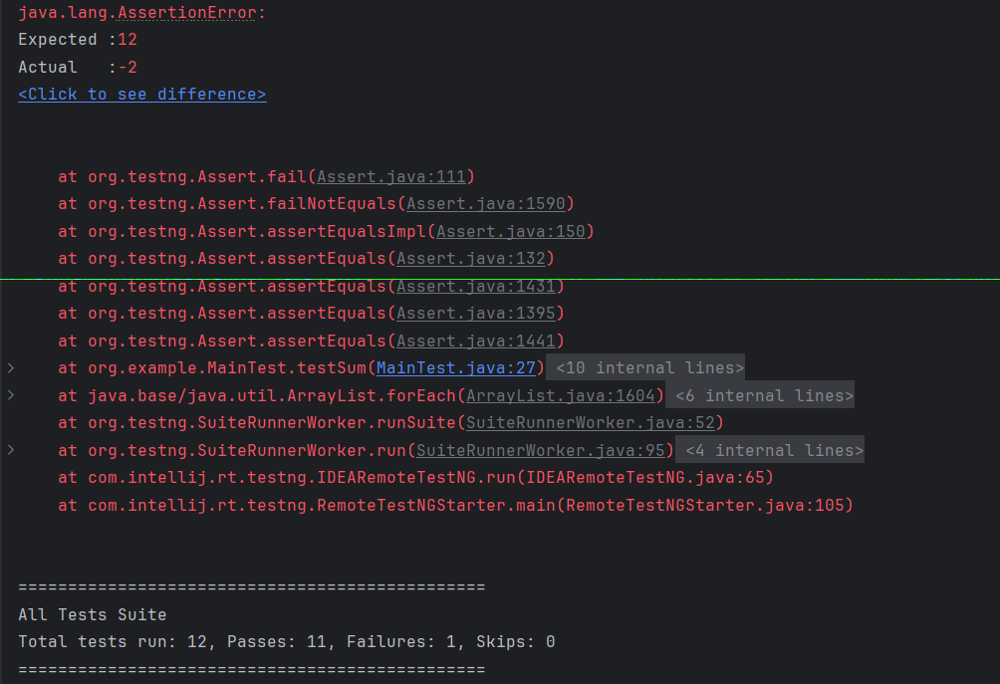 java.lang.AssertionError:
Expected :12
Actual   :-2
<Click to see difference>
at org.testng.Assert.fail(Assert.java:111)
at org.testng.Assert.failNotEquals(Assert.java:1590)
at org.testng.Assert.assertEqualsImpl(Assert.java:150)
at org.testng.Assert.assertEquals(Assert.java:132)
at org.testng.Assert.assertEquals(Assert.java:1431)
at org.testng.Assert.assertEquals(Assert.java:1395)
at org.testng.Assert.assertEquals(Assert.java:1441)
at org.example.MainTest.testSum(MainTest.java:27) <10 internal lines>
at java.base/java.util.ArrayList.forEach(ArrayList.java:1604) <6 internal lines>
at org.testng.SuiteRunnerWorker.runSuite(SuiteRunnerWorker.java:52)
at org.testng.SuiteRunnerWorker.run(SuiteRunnerWorker.java:95) <4 internal lines>
at com.intellij.rt.testng.IDEARemoteTestNG.run(IDEARemoteTestNG.java:65)
at com.intellij.rt.testng.RemoteTestNGStarter.main(RemoteTestNGStarter.java:105)
===============================================
All Tests Suite
Total tests run: 12, Passes: 11, Failures: 1, Skips: 0
===============================================